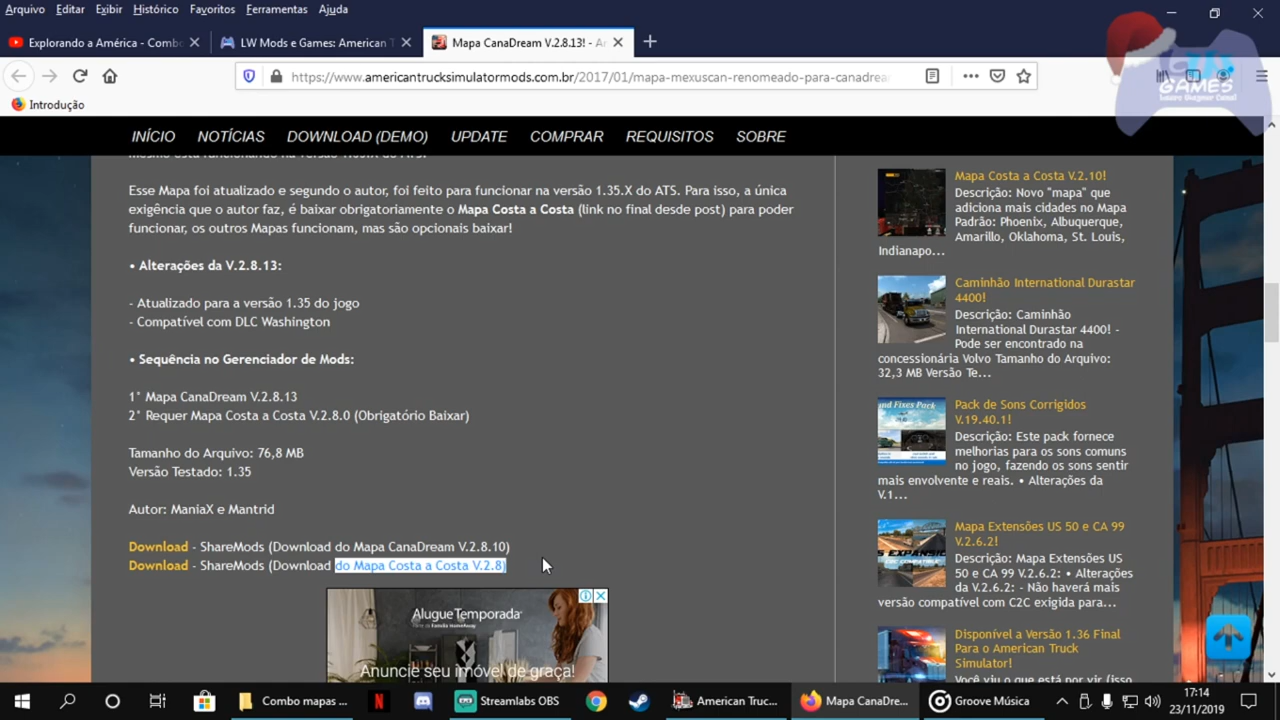 Arquivo Editar Exibir Histórico Favoritos Ferramentas Ajuda
Explorando a América - Combo
LW Mods e Games: American T
Mapa CanaDream V.2.8.13! - A
https://www.americantrucksimulatormods.com.br/2017/01/mapa-mexuscan-renomeado-para-canadrea
Introdução
GAMES
INÍCIO NOTÍCIAS DOWNLOAD (DEMO) UPDATE COMPRAR REQUISITOS SOBRE
Esse Mapa foi atualizado e segundo o autor, foi feito para funcionar na versão 1.35.X do ATS. Para isso, a única
exigência que o autor faz, é baixar obrigatoriamente o Mapa Costa a Costa (link no final desde post) para poder
funcionar, os outros Mapas funcionam, mas são opcionais baixar!
• Alterações da V.2.8.13:
- Atualizado para a versão 1.35 do jogo
- Compatível com DLC Washington
• Sequência no Gerenciador de Mods:
1° Mapa CanaDream V.2.8.13
2° Requer Mapa Costa a Costa V.2.8.0 (Obrigatório Baixar)
Tamanho do Arquivo: 76,8 MB
Versão Testado: 1.35
Autor: ManiaX e Mantrid
Download - ShareMods (Download do Mapa CanaDream V.2.8.10)
Download - ShareMods (Download do Mapa Costa a Costa V.2.8)
AlugueTemporada
Anuncie seu imóvel de graça!
Mapa Costa a Costa V.2.10!
Descrição: Novo "mapa" que
adiciona mais cidades no Mapa
Padrão: Phoenix, Albuquerque,
Amarillo, Oklahoma, St. Louis,
Indianapo...
Caminhão International Durastar
4400!
Descrição: Caminhão
International Durastar 4400! -
Pode ser encontrado na
concessionária Volvo Tamanho do Arquivo:
32,3 MB Versão Te...
Pack de Sons Corrigidos
V.19.40.1!
Descrição: Este pack fornece
melhorias para os sons comuns
no jogo, fazendo os sons sentir
mais envolvente e reais. • Alterações da
V.1...
Mapa Extensões US 50 e CA 99
V.2.6.2!
Descrição: Mapa Extensões US
50 e CA 99 V.2.6.2: • Alterações
da V.2.6.2: - Não haverá mais
versão compatível com C2C exigida para...
Disponível a Versão 1.36 Final
Para o American Truck
Simulator!
Você viu o que está por vir (isso
Combo mapas ...
Streamlabs OBS
American Truc...
Mapa CanaDre...
Groove Música
17:14
23/11/2019